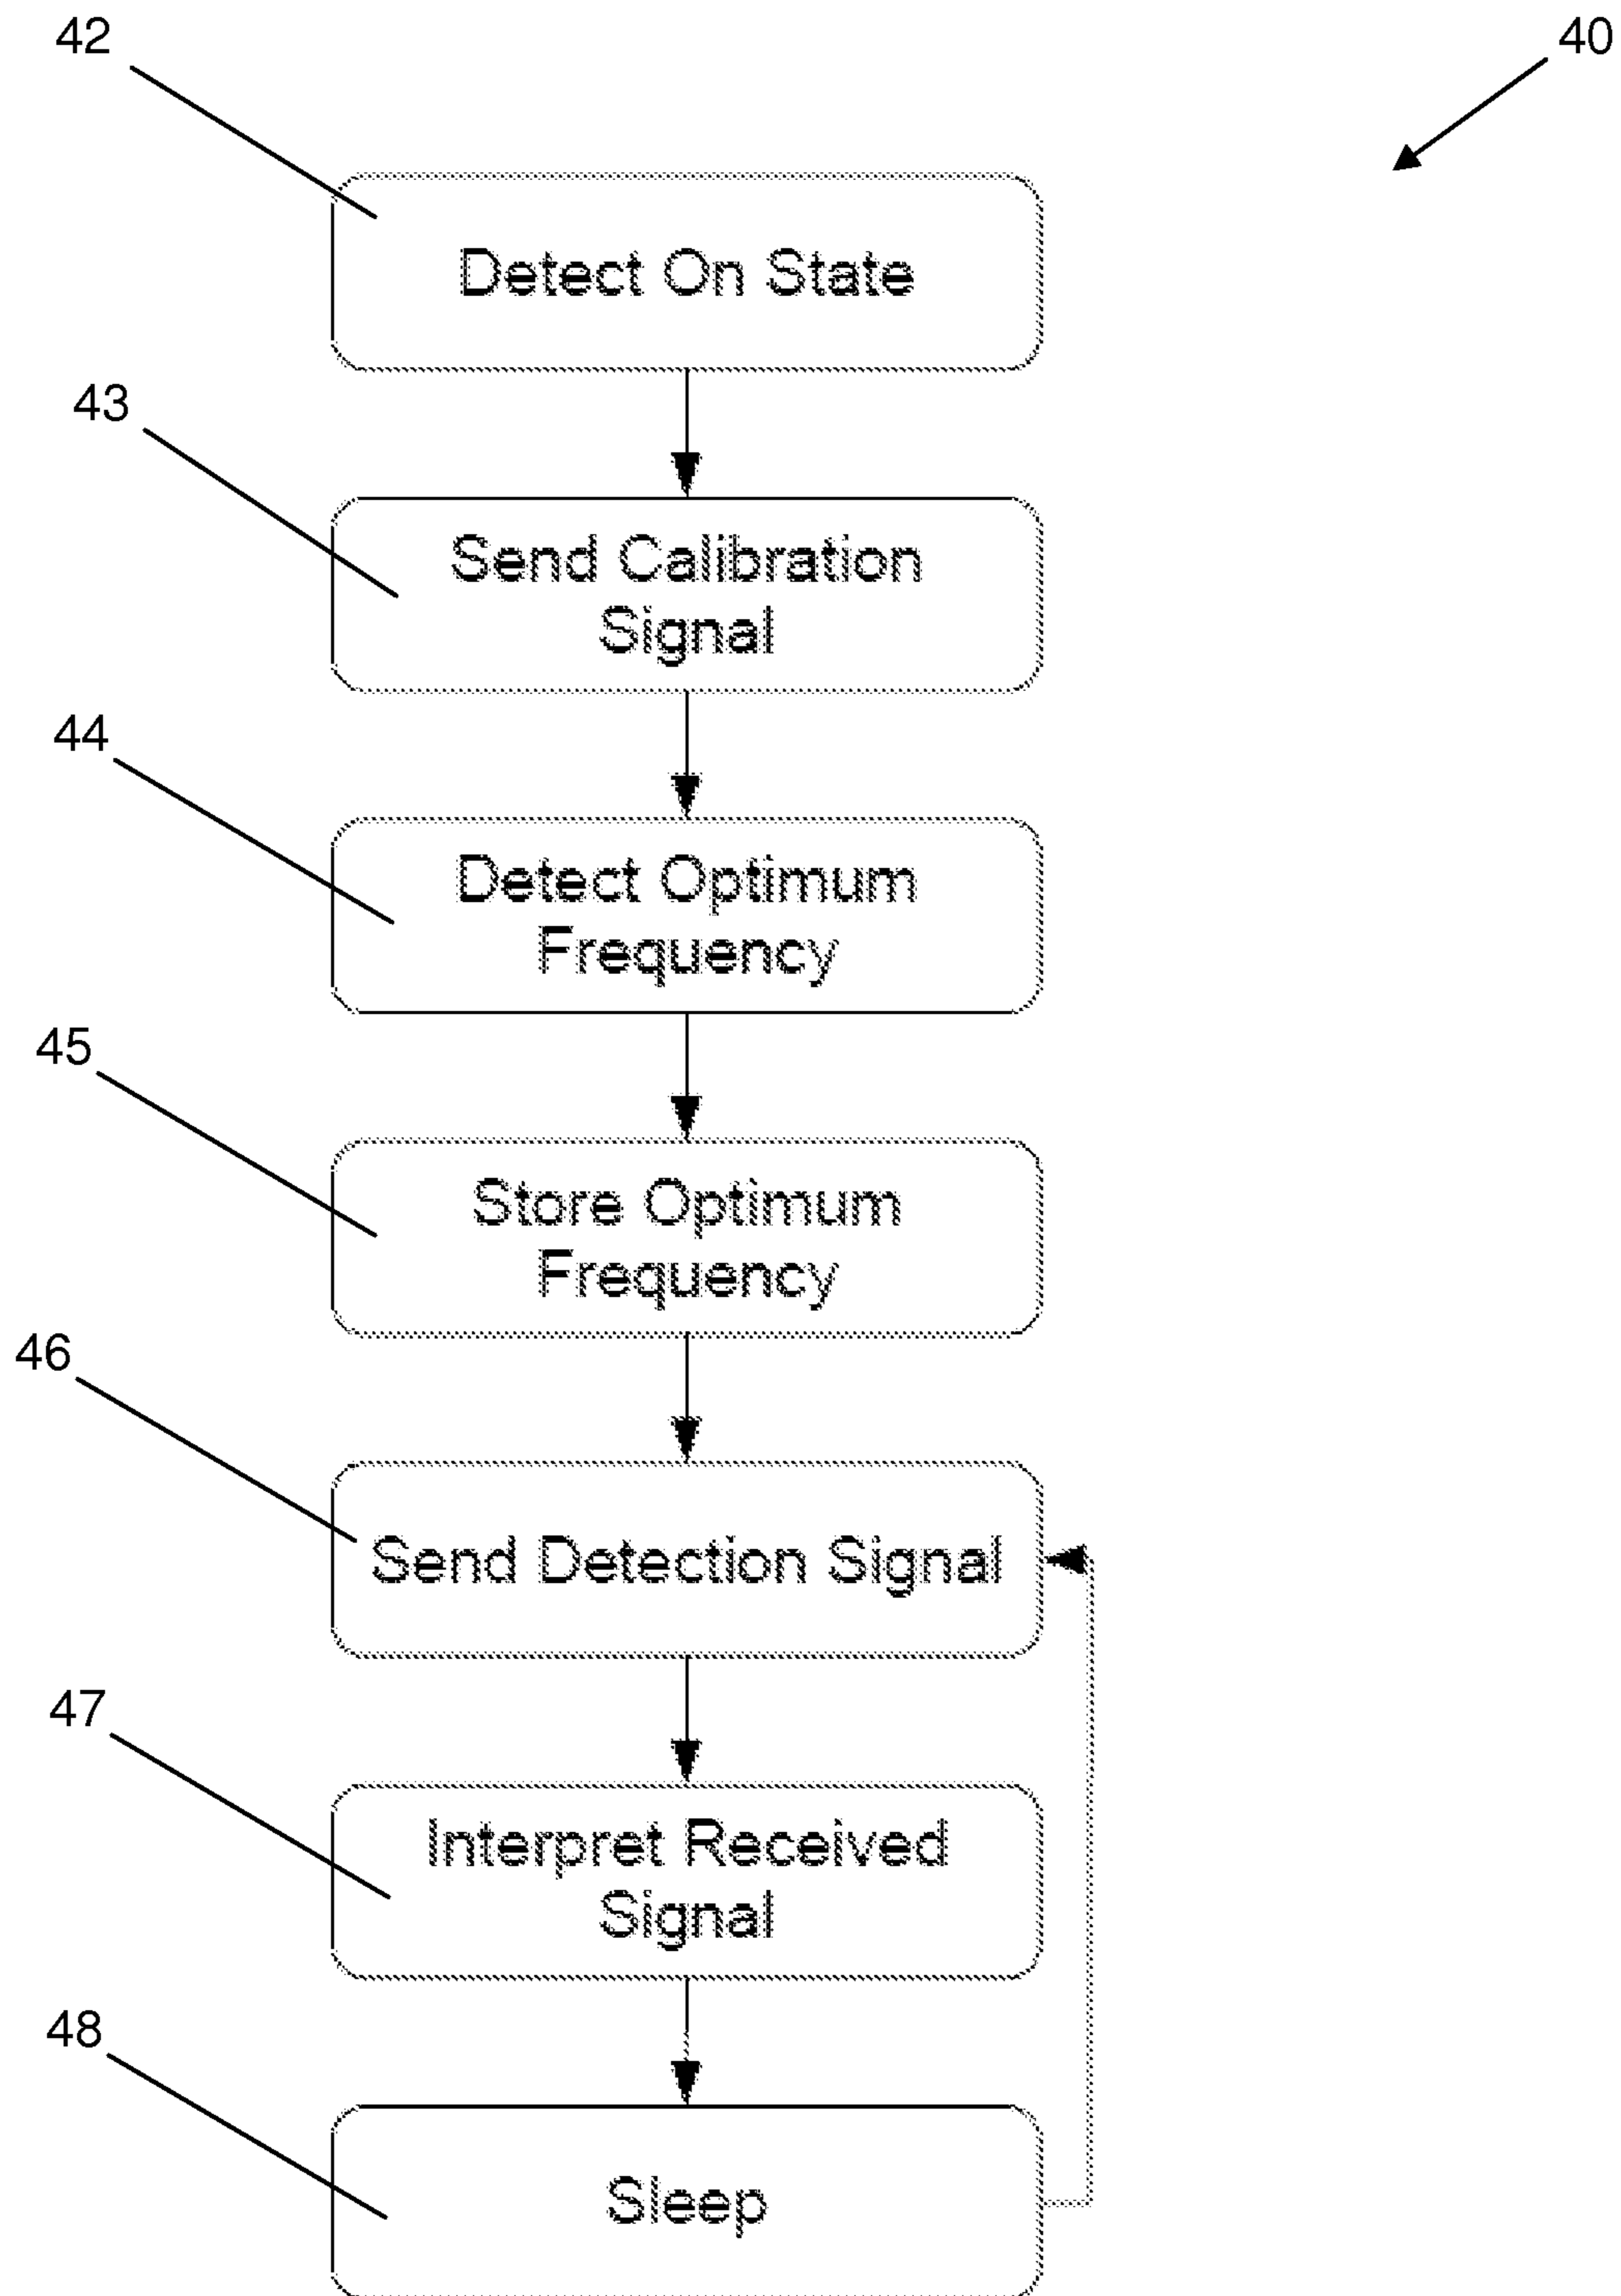 42
40
Detect On State
43
Send Calibration
Signal
44
Detect Optimum
Frequency
45
Store Optimum
Frequency
46
Send Detection Signal
47
Interpret Received
Signal
48
Sleep